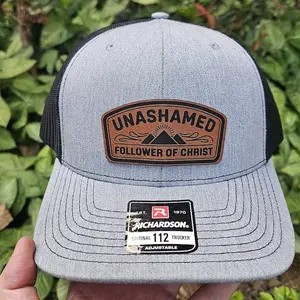 UNASHAMED
FOLLOWER OF CHRIST
EST. R 1970
RICHARDSON
ORIGINAL 112 TRUCKER
ADJUSTABLE